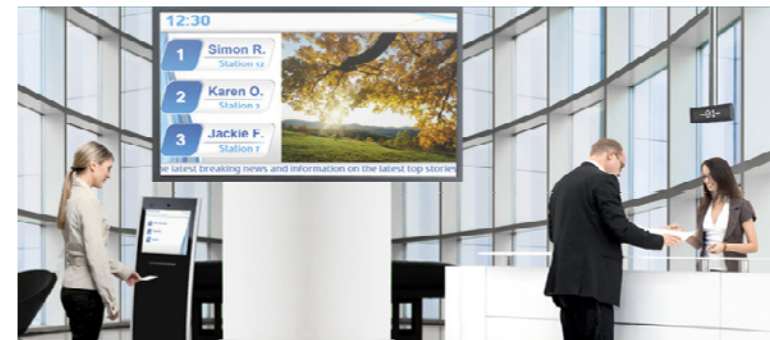 12:30
1 Simon R.
Station 12
2 Karen O.
Station 3
3 Jackie F.
Station 7
e latest breaking news and information on the latest top stories
-01-